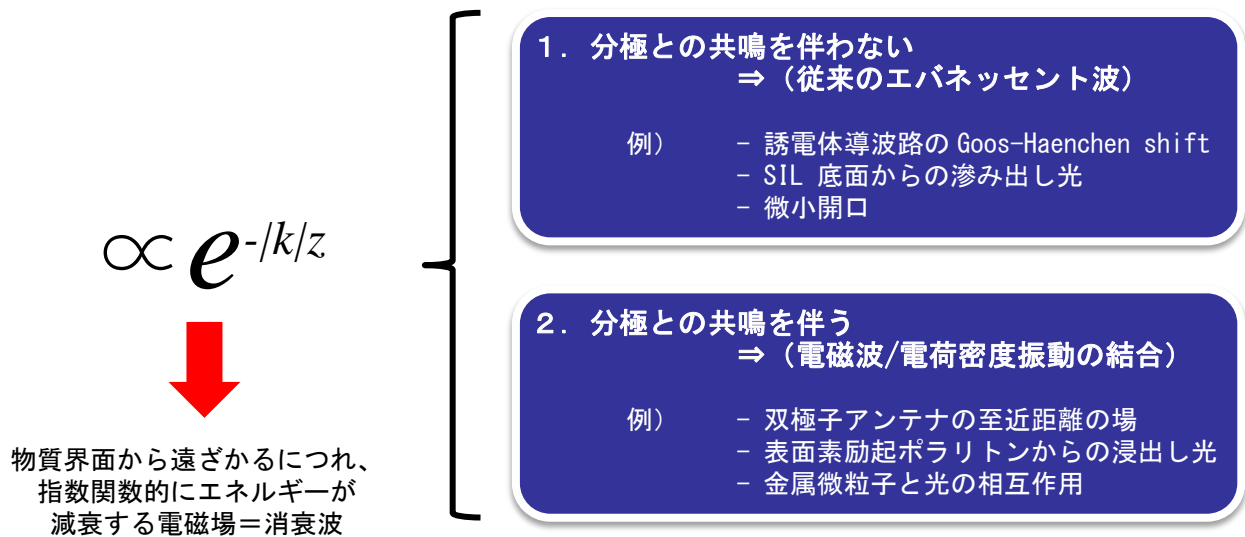 ∝e-|k|z
物質界面から遠ざかるにつれ、
指数関数的にエネルギーが
減衰する電磁場＝消衰波
１．分極との共鳴を伴わない
⇒（従来のエバネッセント波）
例） － 誘電体導波路の Goos-Haenchen shift
－ SIL 底面からの滲み出し光
－ 微小開口
２．分極との共鳴を伴う
⇒（電磁波/電荷密度振動の結合）
例） － 双極子アンテナの至近距離の場
－ 表面素励起ポラリトンからの浸出し光
－ 金属微粒子と光の相互作用